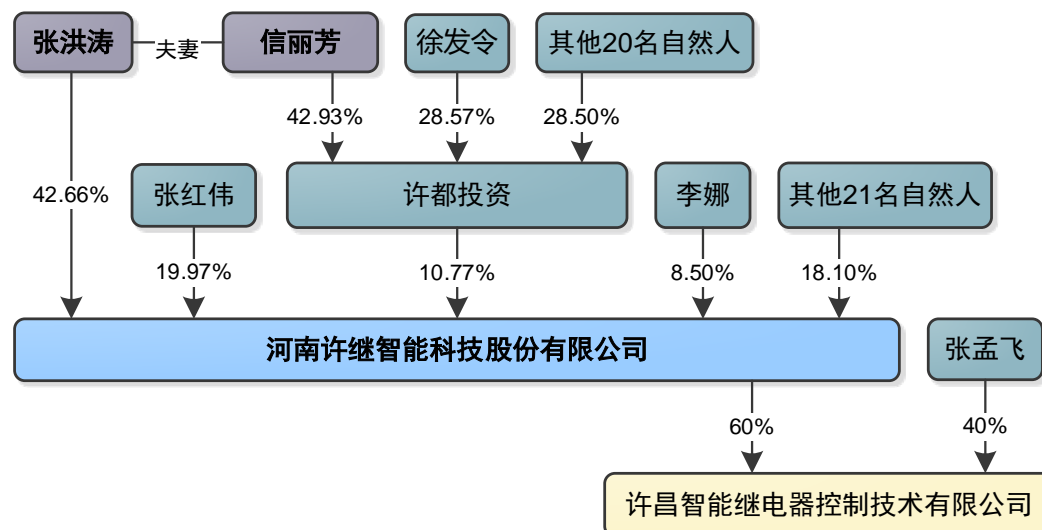 张洪涛
夫妻
信丽芳
徐发令
其他20名自然人
42.93%
28.57%
28.50%
42.66%
张红伟
许都投资
李娜
其他21名自然人
19.97%
10.77%
8.50%
18.10%
河南许继智能科技股份有限公司
张孟飞
60%
40%
许昌智能继电器控制技术有限公司